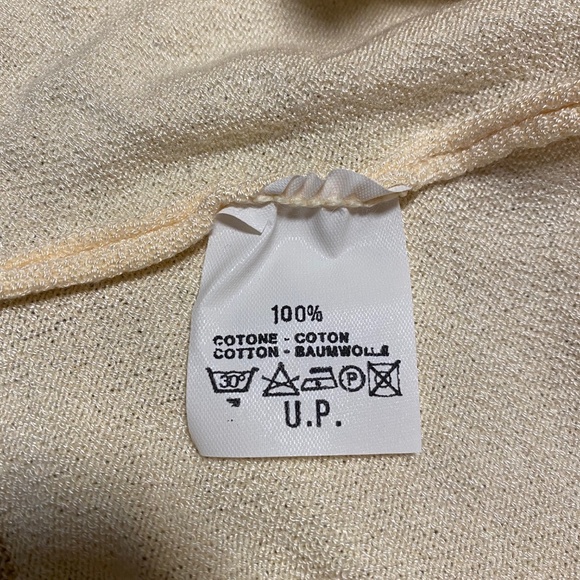 100%
COTONE - COTON
COTTON - BAUMWOLLE
30° P
U.P.